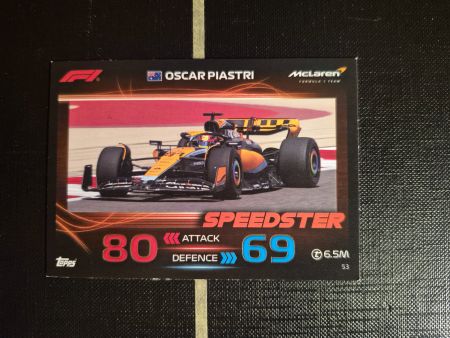 F1
OSCAR PIASTRI
McLaren
FORMULA 1 TEAM
SPEEDSTER
80 ATTACK
DEFENCE 69
6.5M
Topps
53